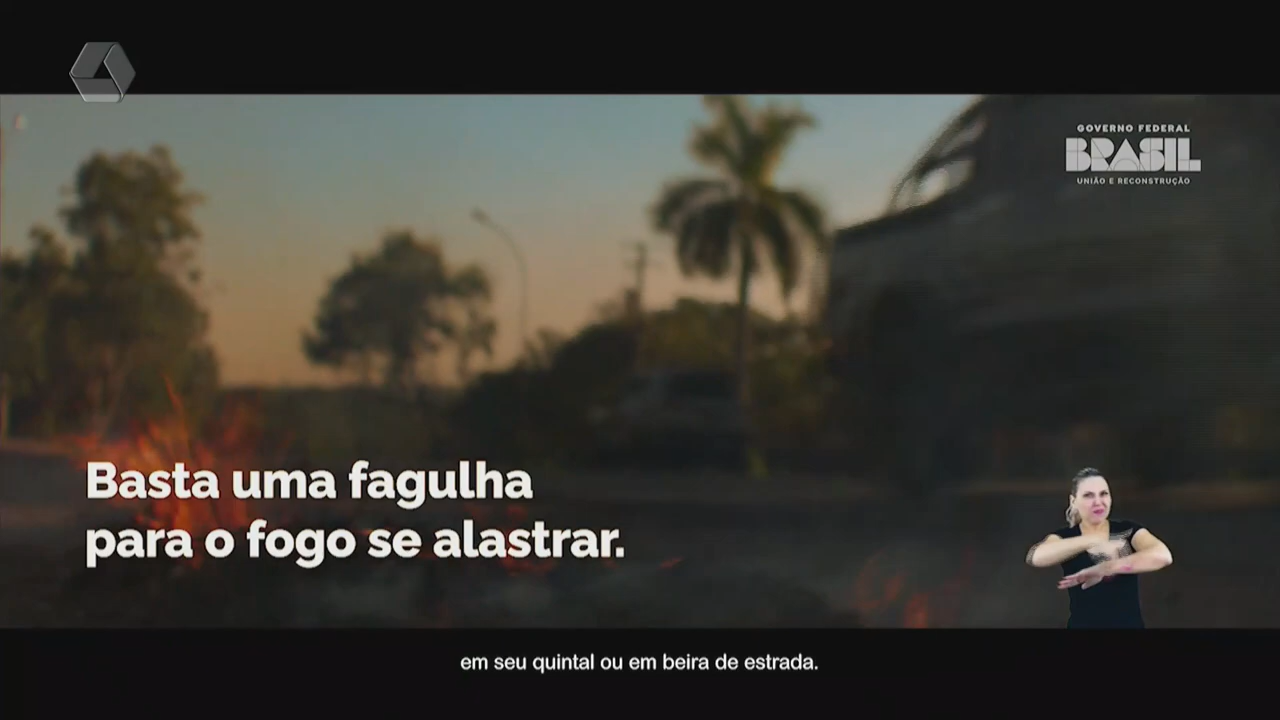 GOVERNO FEDERAL
BRASIL
UNIÃO E RECONSTRUÇÃO
Basta uma fagulha
para o fogo se alastrar.
em seu quintal ou em beira de estrada.